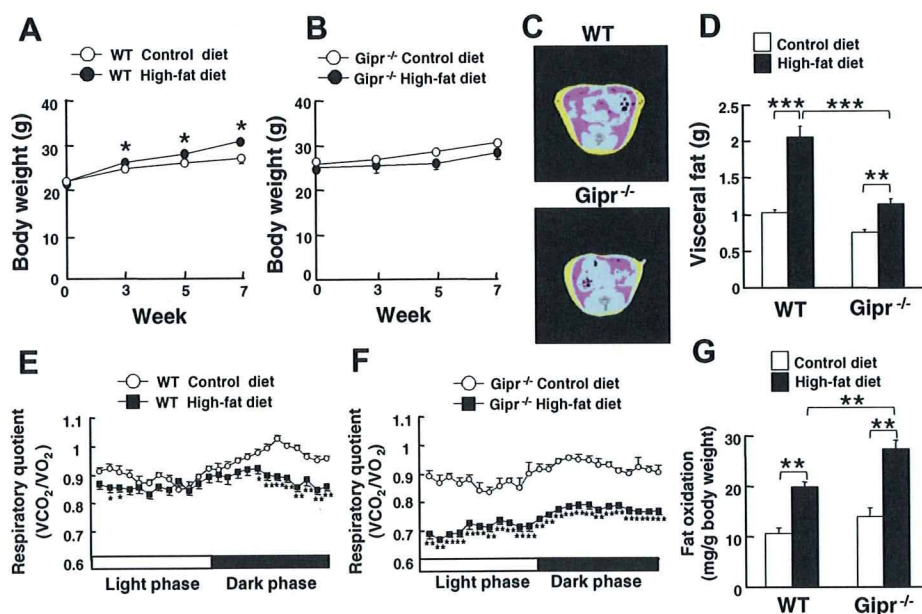 A
WT Control diet
WT High-fat diet
Body weight (g)
40
30
20
10
0
* * *
0 3 5 7
Week
B
Gipr-/- Control diet
Gipr-/- High-fat diet
Body weight (g)
40
30
20
10
0
0 3 5 7
Week
C
WT
Gipr-/-
D
Control diet
High-fat diet
Visceral fat (g)
2.5
2
1.5
1
0.5
0
*** ***
**
WT Gipr-/-
E
WT Control diet
WT High-fat diet
Respiratory quotient
(VCO2/VO2)
1.1
1
0.9
0.8
0.7
0.6
Light phase Dark phase
F
Gipr-/- Control diet
Gipr-/- High-fat diet
Respiratory quotient
(VCO2/VO2)
1.1
1
0.9
0.8
0.7
0.6
Light phase Dark phase
G
Control diet
High-fat diet
Fat oxidation
(mg/g body weight)
30
20
10
0
**
** **
WT Gipr-/-